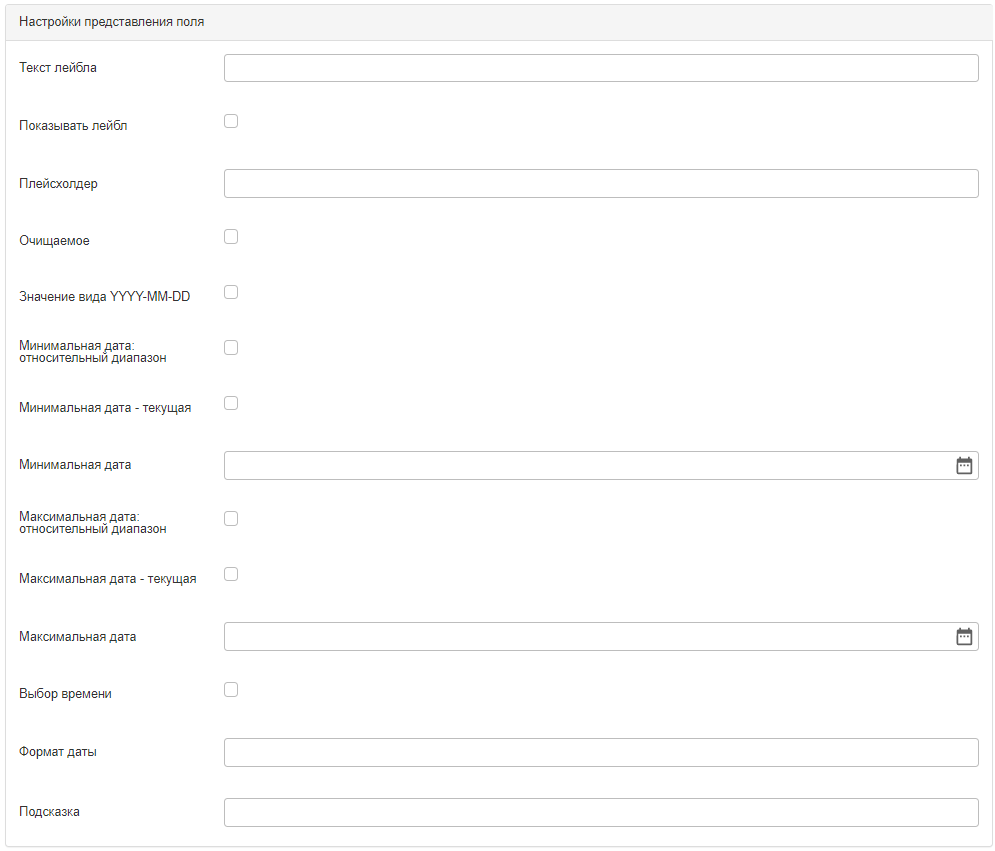 Настройки представления поля
Текст лейбла
Показывать лейбл
Плейсхолдер
Очищаемое
Значение вида YYYY-MM-DD
Минимальная дата:
относительный диапазон
Минимальная дата - текущая
Минимальная дата
Максимальная дата:
относительный диапазон
Максимальная дата - текущая
Максимальная дата
Выбор времени
Формат даты
Подсказка